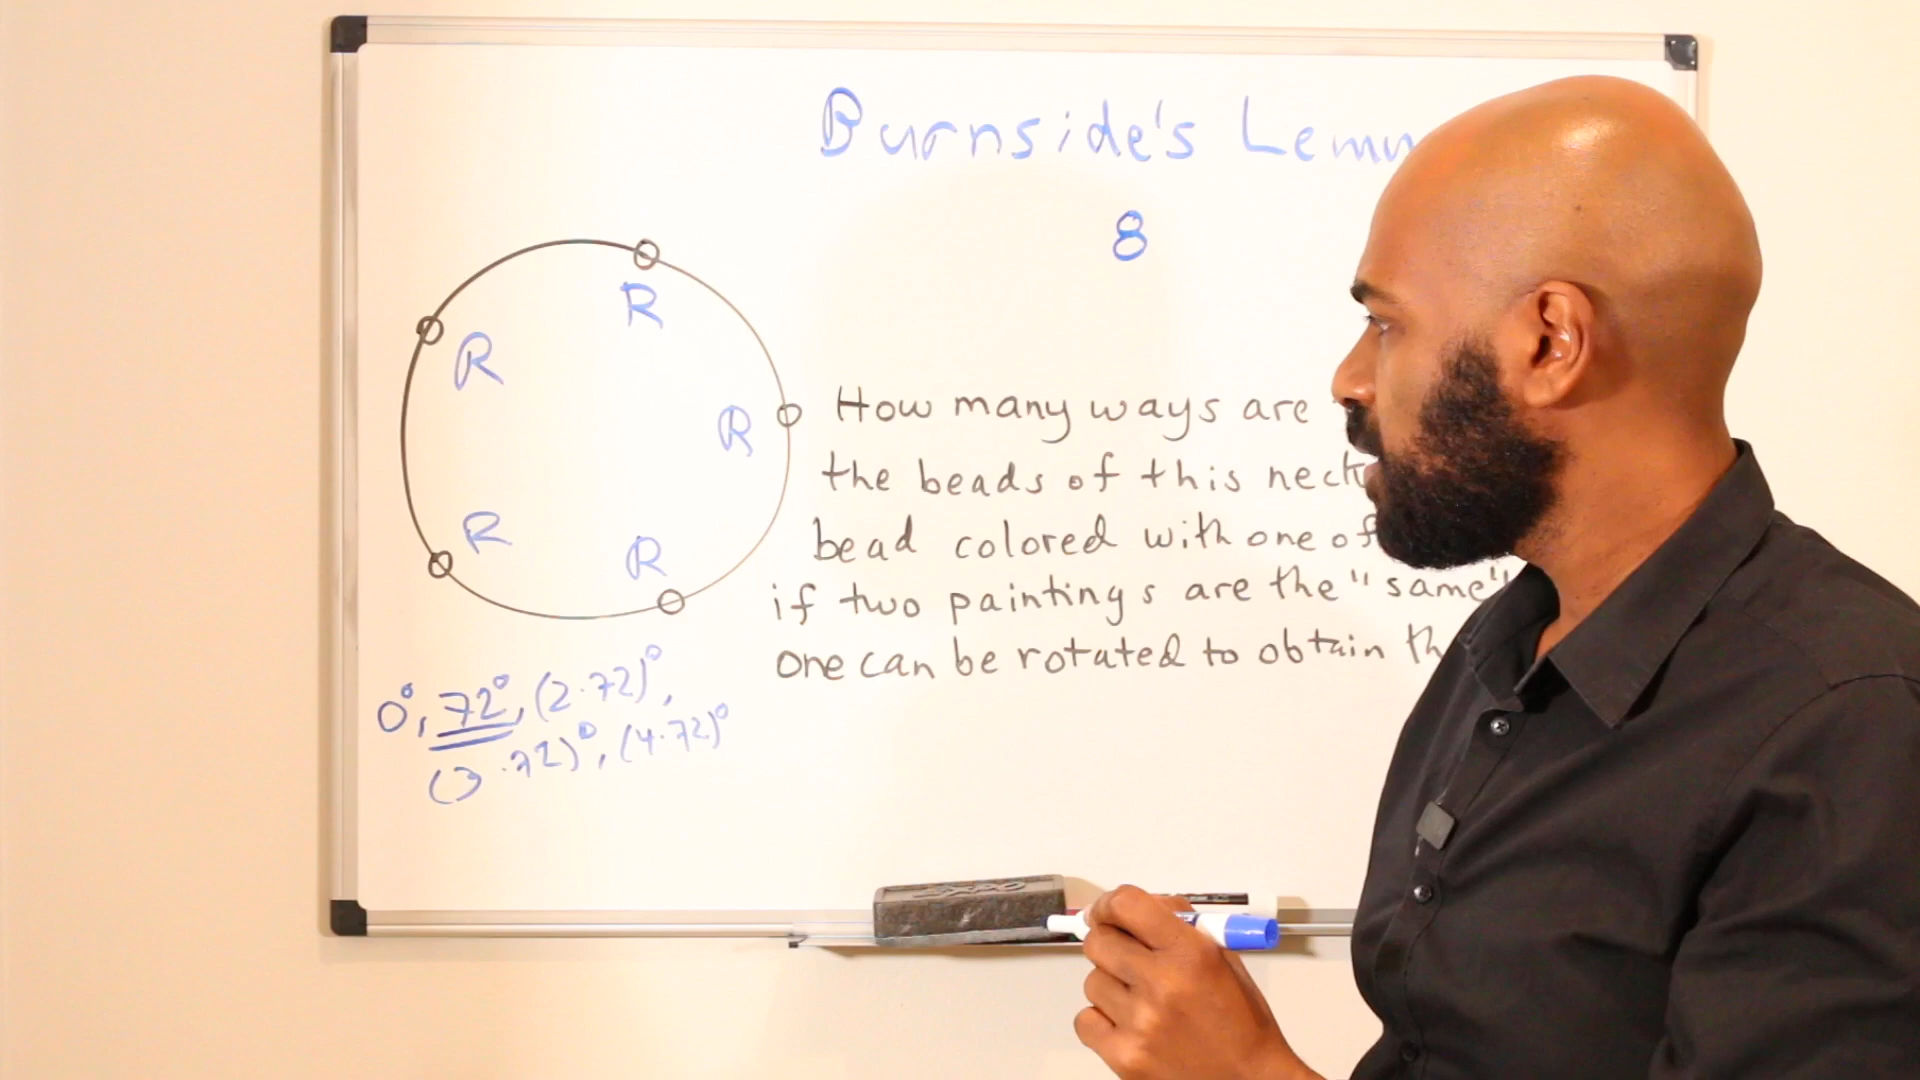 Burnside's Lemm
8
R
R
R
R
R
How many ways are
the beads of this neck
bead colored with one of
if two paintings are the "same"
one can be rotated to obtain th
0°, 72°, (2·72)°,
(3·72)°, (4·72)°